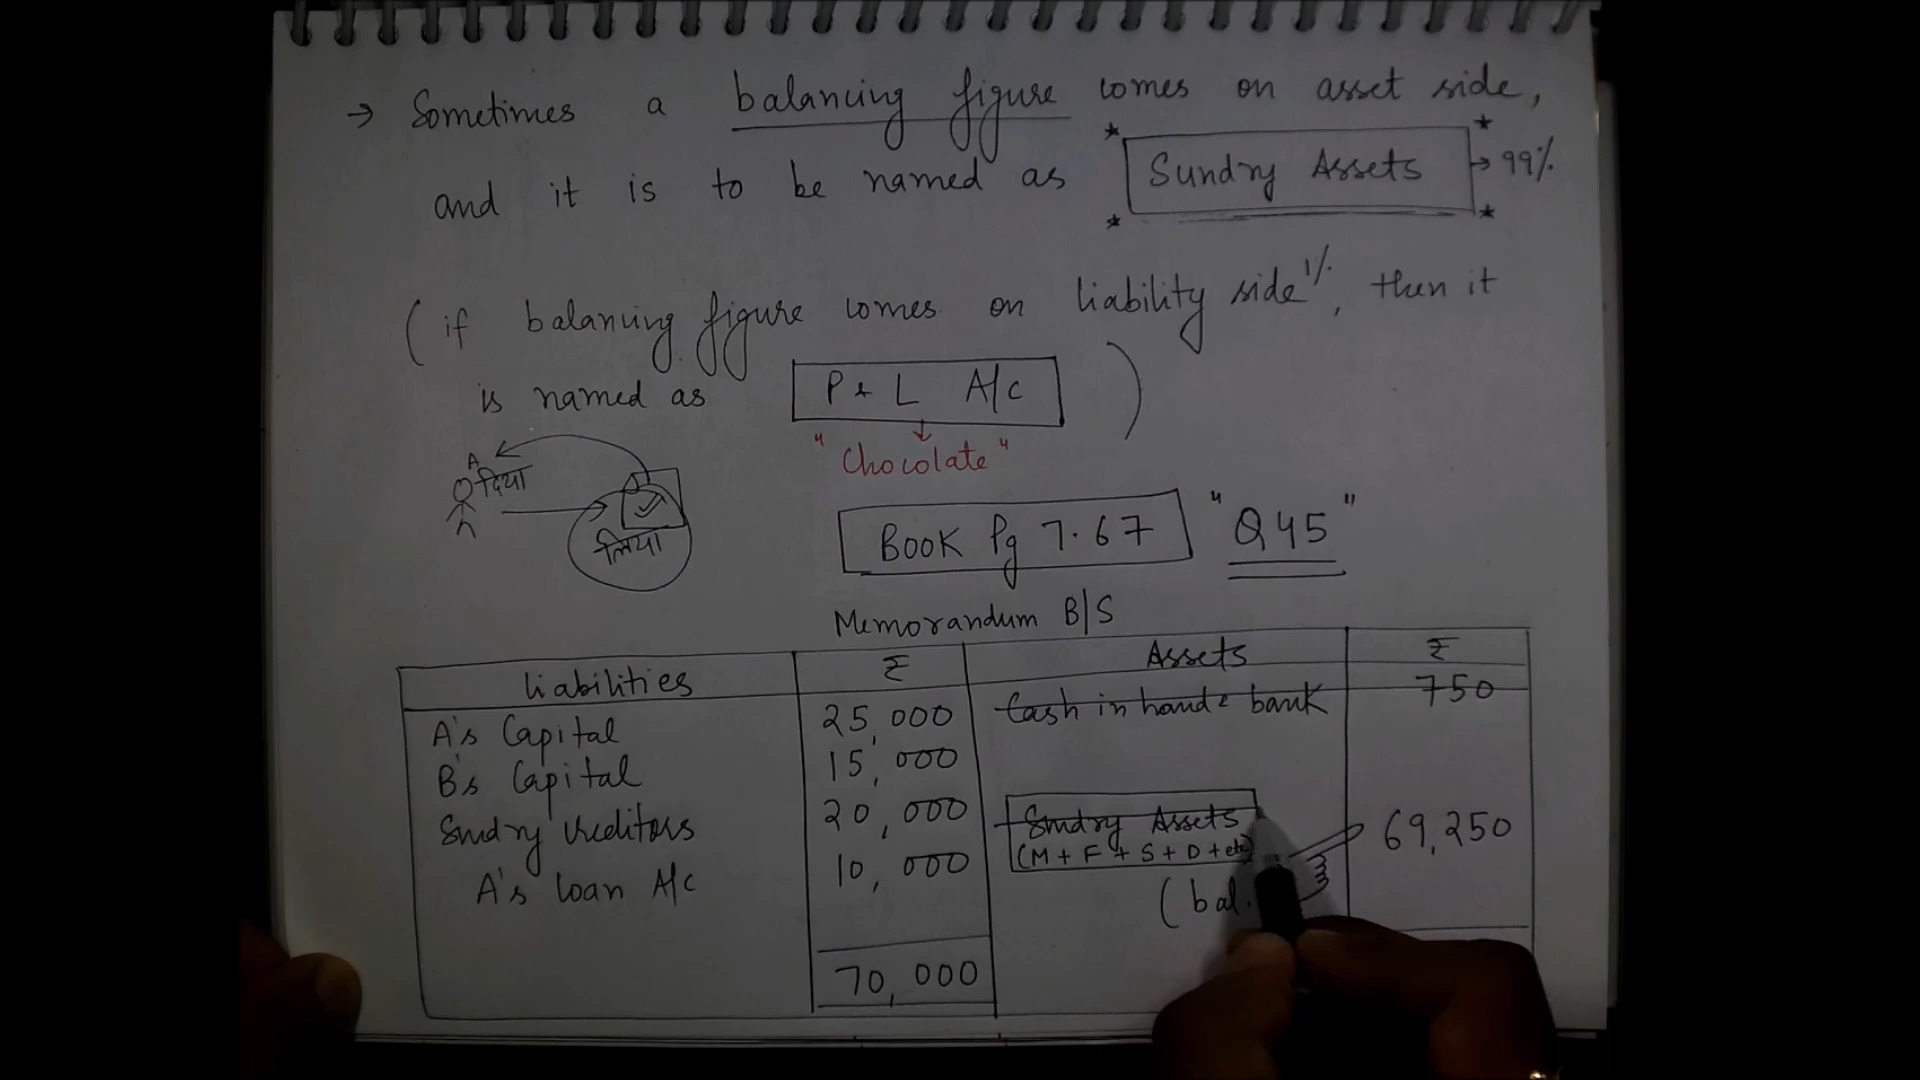 → Sometimes a balancing figure comes on asset side,
and it is to be named as Sundry Assets → 99%
(if balancing figure comes on liability side 1%, then it
is named as P & L A/c )
"Chocolate"
A
दिया
लिया
Book Pg 7.67 "Q45"
Memorandum B/S
Liabilities ₹ Assets ₹
A's Capital 25,000 Cash in hand & bank 750
B's Capital 15,000
Sundry Creditors 20,000 Sundry Assets 69,250
(M + F + S + D + etc)
A's loan A/c 10,000
(bal.
70,000